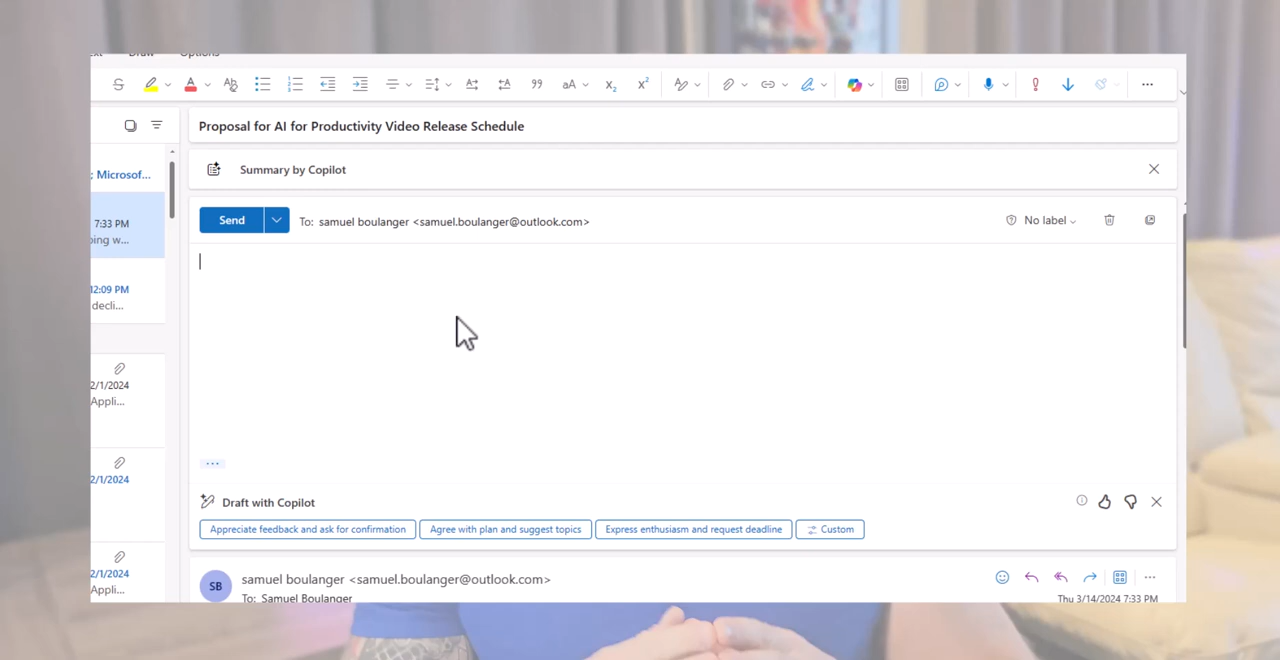 Options
Proposal for AI for Productivity Video Release Schedule
; Microsof...
Summary by Copilot
7:33 PM
Send To: samuel boulanger <samuel.boulanger@outlook.com> No label
ping w...
12:09 PM
decli...
2/1/2024
Appli...
2/1/2024
Draft with Copilot
Appreciate feedback and ask for confirmation Agree with plan and suggest topics Express enthusiasm and request deadline Custom
2/1/2024
Appli...
SB samuel boulanger <samuel.boulanger@outlook.com>
To: Samuel Boulanger Thu 3/14/2024 7:33 PM